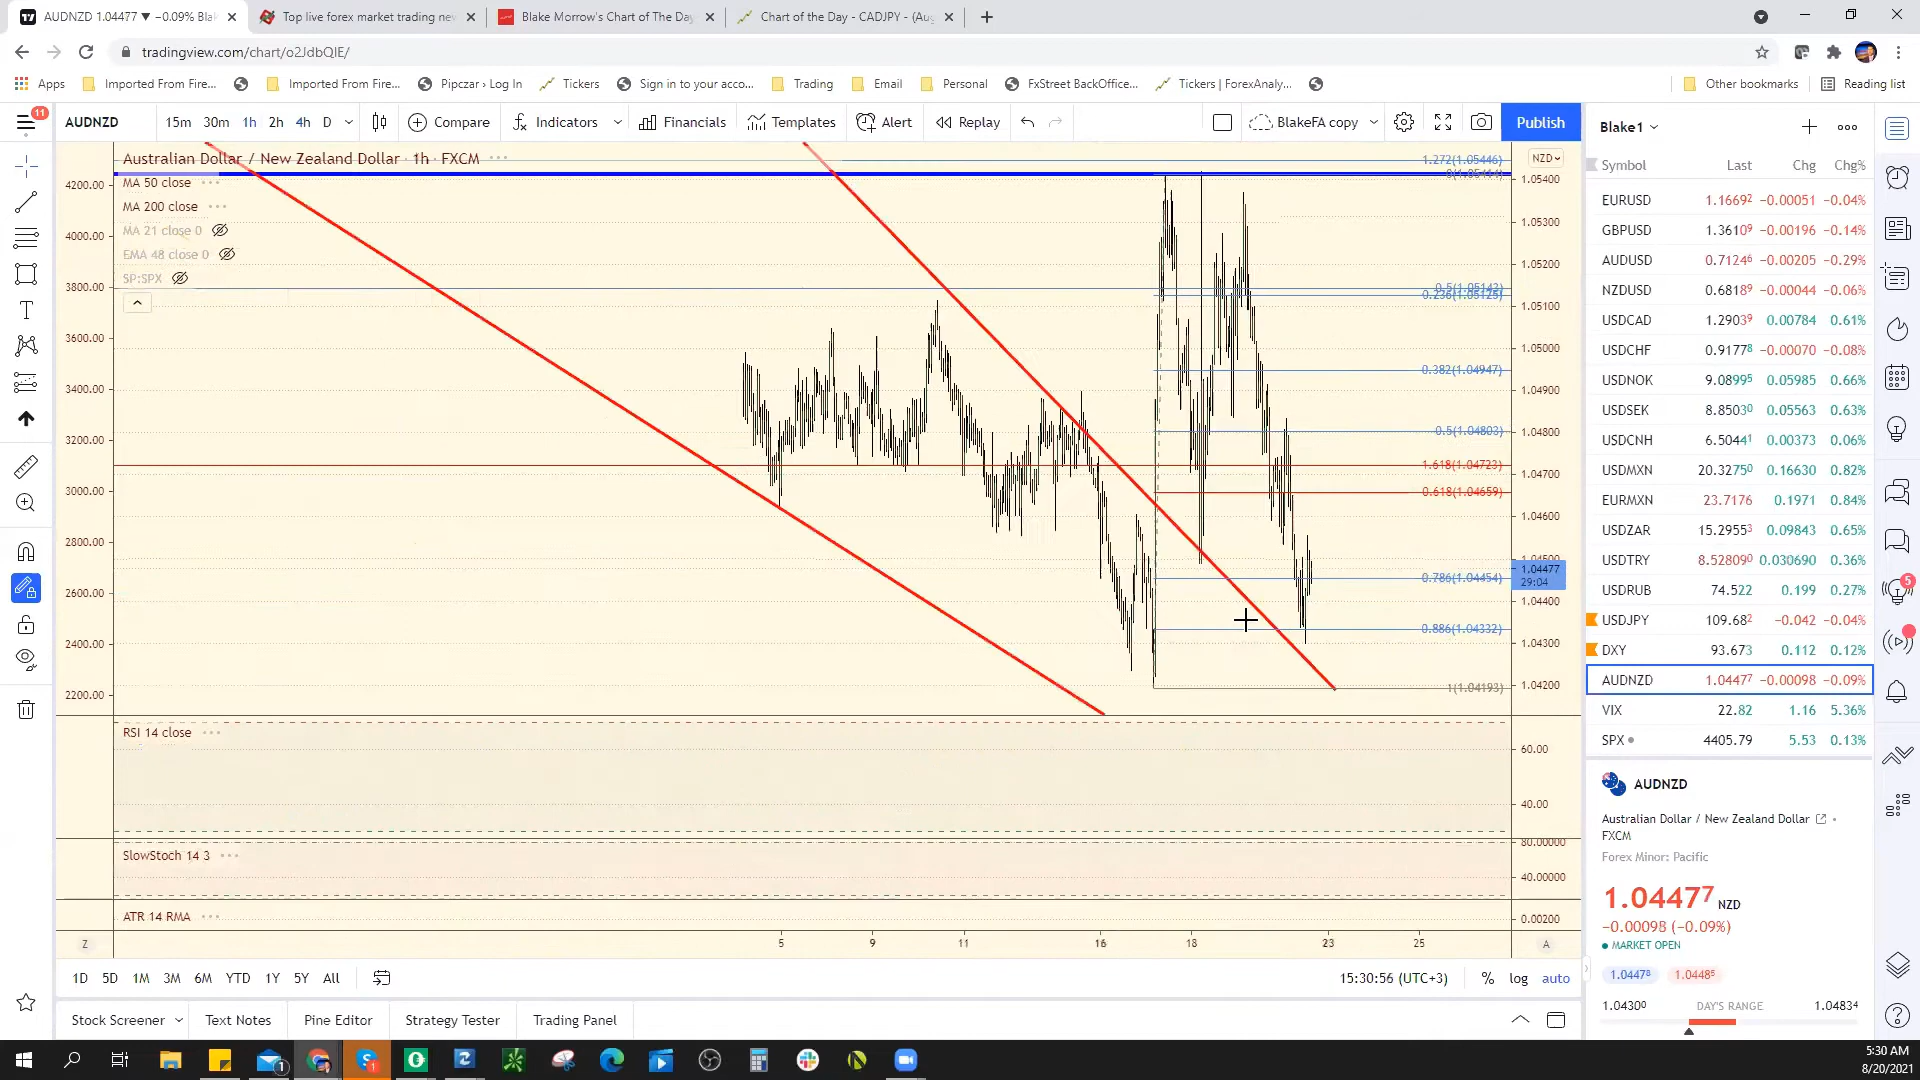 AUDNZD 1.04477 ▼ −0.09% Bla
Top live forex market trading new
Blake Morrow's Chart of The Day
Chart of the Day - CADJPY - (Aug
tradingview.com/chart/o2JdbQIE/
Apps
Imported From Fire...
Imported From Fire...
Pipczar › Log In
Tickers
Sign in to your acco...
Trading
Email
Personal
FxStreet BackOffice...
Tickers | ForexAnaly...
Other bookmarks
Reading list
11
AUDNZD
15m 30m 1h 2h 4h D
Compare
Indicators
Financials
Templates
Alert
Replay
BlakeFA copy
Publish
Australian Dollar / New Zealand Dollar · 1h · FXCM
MA 50 close
MA 200 close
MA 21 close 0
EMA 48 close 0
SP:SPX
4200.00
4000.00
3800.00
3600.00
3400.00
3200.00
3000.00
2800.00
2600.00
2400.00
2200.00
1.272(1.05446)
0(1.05414)
0.5(1.05142)
0.236(1.05125)
0.382(1.04947)
0.5(1.04803)
1.618(1.04723)
0.618(1.04659)
0.786(1.04454)
0.886(1.04332)
1(1.04193)
NZD
1.05400
1.05300
1.05200
1.05100
1.05000
1.04900
1.04800
1.04700
1.04600
1.04500
1.04477
29:04
1.04400
1.04300
1.04200
RSI 14 close
60.00
40.00
SlowStoch 14 3
80.00000
40.00000
ATR 14 RMA
0.00200
Z
5 9 11 16 18 23 25
A
1D 5D 1M 3M 6M YTD 1Y 5Y All
15:30:56 (UTC+3)
% log auto
Stock Screener
Text Notes
Pine Editor
Strategy Tester
Trading Panel
Blake1
Symbol Last Chg Chg%
EURUSD 1.16692 −0.00051 −0.04%
GBPUSD 1.36109 −0.00196 −0.14%
AUDUSD 0.71246 −0.00205 −0.29%
NZDUSD 0.68189 −0.00044 −0.06%
USDCAD 1.29039 0.00784 0.61%
USDCHF 0.91778 −0.00070 −0.08%
USDNOK 9.08995 0.05985 0.66%
USDSEK 8.85030 0.05563 0.63%
USDCNH 6.50441 0.00373 0.06%
USDMXN 20.32750 0.16630 0.82%
EURMXN 23.7176 0.1971 0.84%
USDZAR 15.29553 0.09843 0.65%
USDTRY 8.528090 0.030690 0.36%
USDRUB 74.522 0.199 0.27%
USDJPY 109.682 −0.042 −0.04%
DXY 93.673 0.112 0.12%
AUDNZD 1.04477 −0.00098 −0.09%
VIX 22.82 1.16 5.36%
SPX 4405.79 5.53 0.13%
AUDNZD
Australian Dollar / New Zealand Dollar
FXCM
Forex Minor: Pacific
1.04477 NZD
−0.00098 (−0.09%)
MARKET OPEN
1.04478 1.04485
1.04300 DAY'S RANGE 1.04834
5
1
1
5:30 AM
8/20/2021